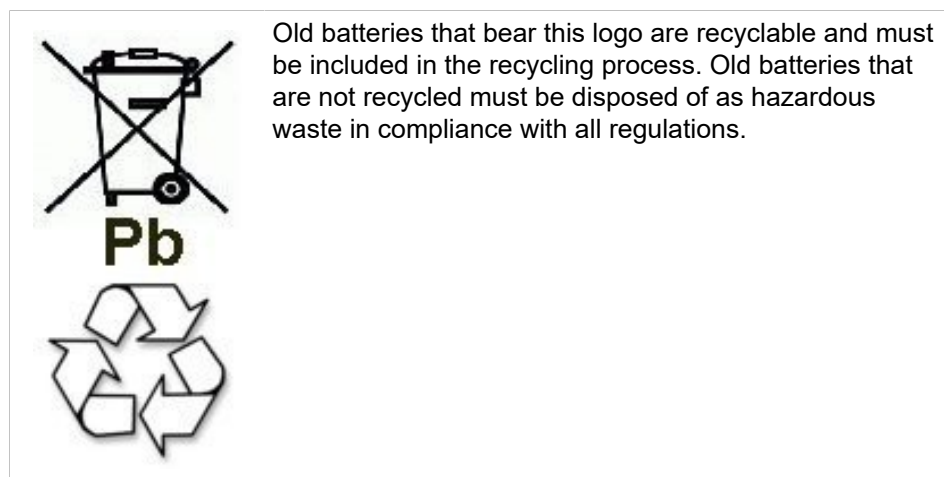 Old batteries that bear this logo are recyclable and must
be included in the recycling process. Old batteries that
are not recycled must be disposed of as hazardous
waste in compliance with all regulations.
Pb